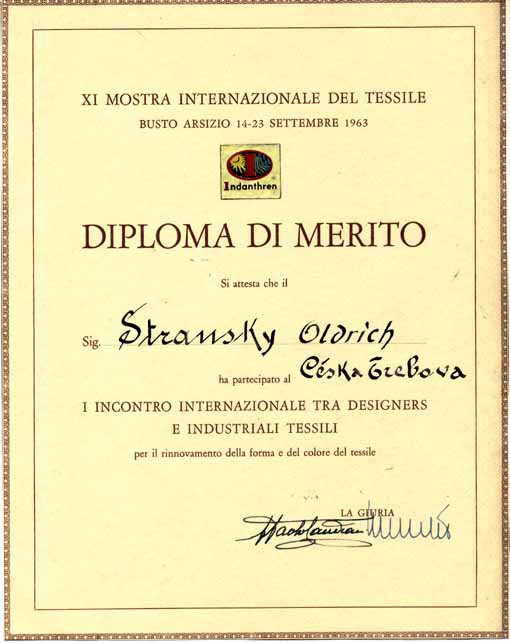 XI MOSTRA INTERNAZIONALE DEL TESSILE
BUSTO ARSIZIO 14-23 SETTEMBRE 1963
Indanthren
DIPLOMA DI MERITO
Si attesta che il
Sig. Stransky Oldrich
Céska Trebova
ha partecipato al
I INCONTRO INTERNAZIONALE TRA DESIGNERS
E INDUSTRIALI TESSILI
per il rinnovamento della forma e del colore del tessile
LA GIURIA